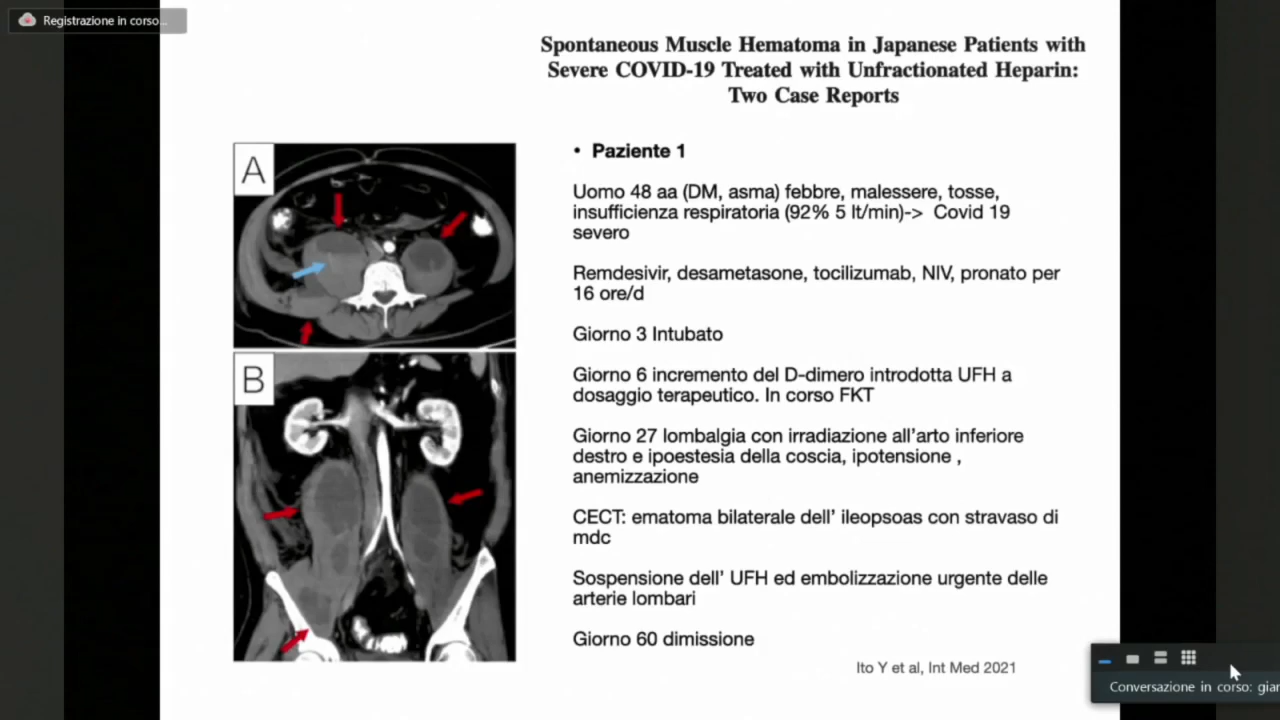 Registrazione in corso...
Spontaneous Muscle Hematoma in Japanese Patients with
Severe COVID-19 Treated with Unfractionated Heparin:
Two Case Reports
A
B
• Paziente 1
Uomo 48 aa (DM, asma) febbre, malessere, tosse,
insufficienza respiratoria (92% 5 lt/min)-> Covid 19
severo
Remdesivir, desametasone, tocilizumab, NIV, pronato per
16 ore/d
Giorno 3 Intubato
Giorno 6 incremento del D-dimero introdotta UFH a
dosaggio terapeutico. In corso FKT
Giorno 27 lombalgia con irradiazione all'arto inferiore
destro e ipoestesia della coscia, ipotensione ,
anemizzazione
CECT: ematoma bilaterale dell' ileopsoas con stravaso di
mdc
Sospensione dell' UFH ed embolizzazione urgente delle
arterie lombari
Giorno 60 dimissione
Ito Y et al, Int Med 2021
Conversazione in corso: giar